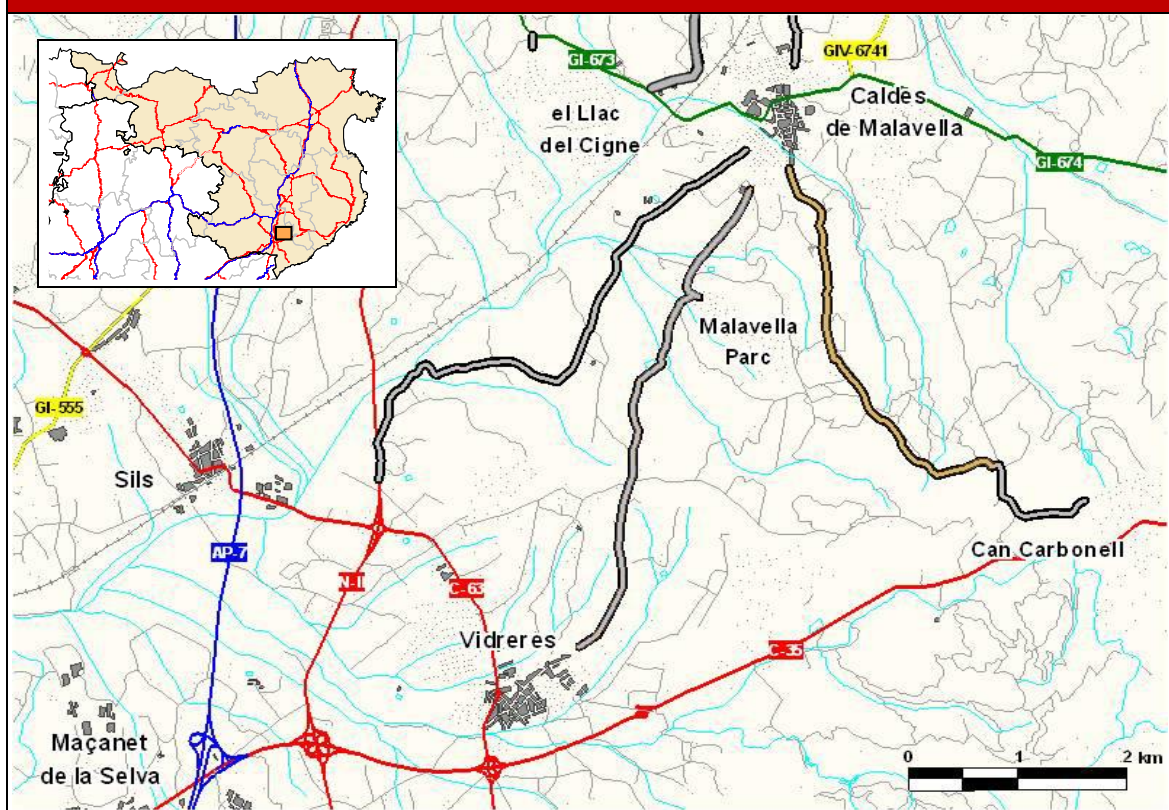 GI-673
GIV-6741
el Llac
del Cigne
Caldes
de Malavella
GI-674
Malavella
Parc
GI-555
Sils
AP-7
N-II
C-63
Can Carbonell
Vidreres
C-35
Maçanet
de la Selva
0 1 2 km